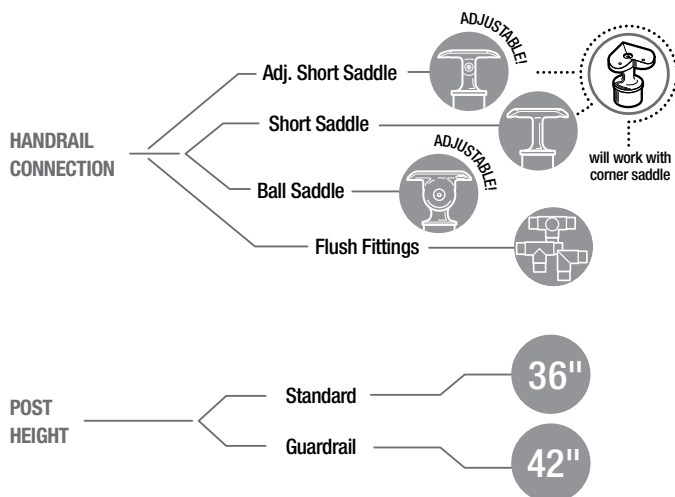 ADJUSTABLE!
Adj. Short Saddle
Short Saddle
HANDRAIL
CONNECTION
ADJUSTABLE!
will work with
corner saddle
Ball Saddle
Flush Fittings
36"
Standard
POST
HEIGHT
Guardrail
42"